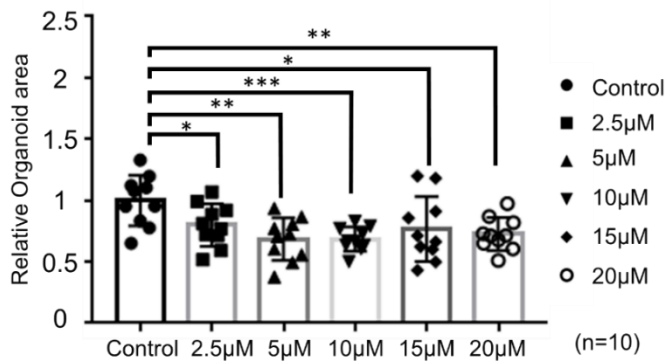 2.5
**
2
*
***
1.5
**
*
1
0.5
0
Relative Organoid area
Control 2.5µM 5µM 10µM 15µM 20µM
Control
2.5µM
5µM
10µM
15µM
20µM
(n=10)